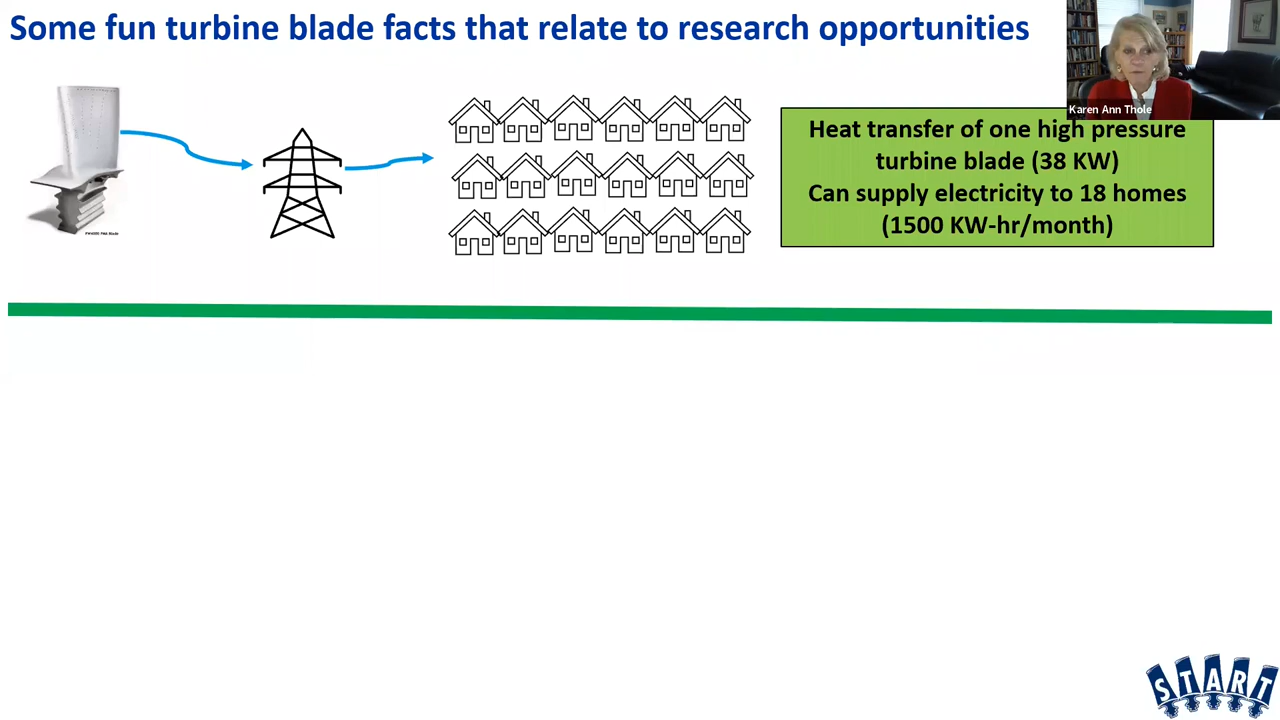 Some fun turbine blade facts that relate to research opportunities
Karen Ann Thole
Heat transfer of one high pressure
turbine blade (38 KW)
Can supply electricity to 18 homes
(1500 KW-hr/month)
START